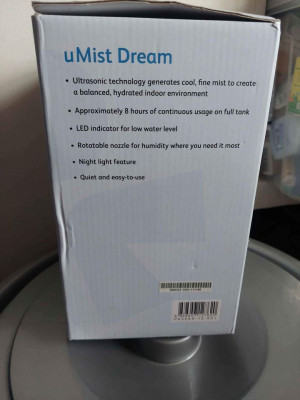 uMist Dream
• Ultrasonic technology generates cool, fine mist to create
a balanced, hydrated indoor environment
• Approximately 8 hours of continuous usage on full tank
• LED indicator for low water level
• Rotatable nozzle for humidity where you need it most
• Night light feature
• Quiet and easy-to-use